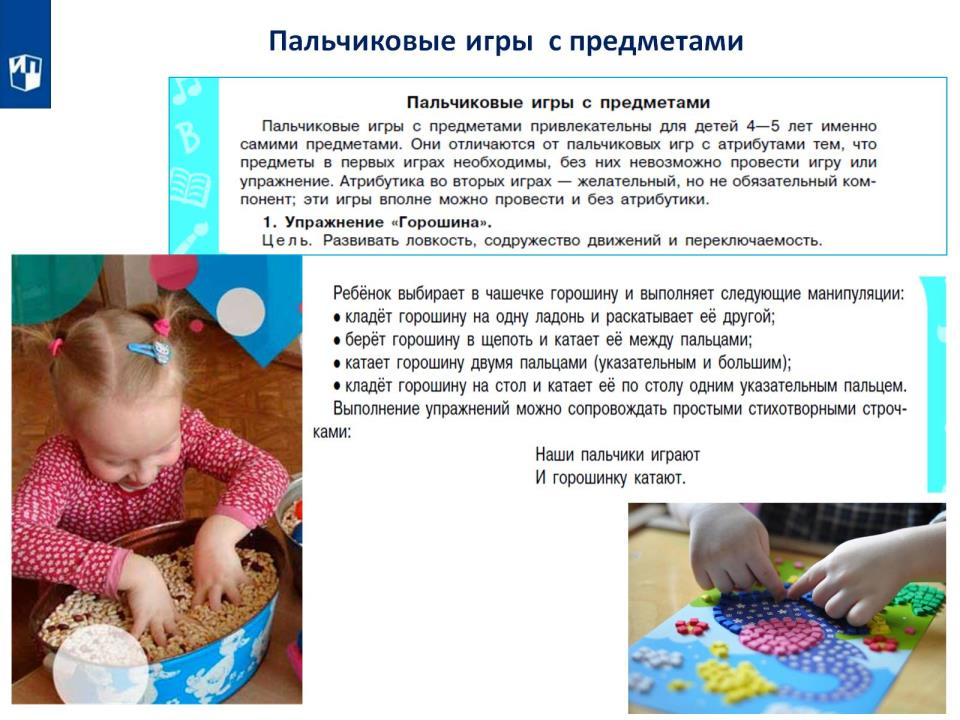 Пальчиковые игры с предметами
Пальчиковые игры с предметами
Пальчиковые игры с предметами привлекательны для детей 4—5 лет именно
самими предметами. Они отличаются от пальчиковых игр с атрибутами тем, что
предметы в первых играх необходимы, без них невозможно провести игру или
упражнение. Атрибутика во вторых играх — желательный, но не обязательный ком-
понент; эти игры вполне можно провести и без атрибутики.
1. Упражнение «Горошина».
Цель. Развивать ловкость, содружество движений и переключаемость.
Ребёнок выбирает в чашечке горошину и выполняет следующие манипуляции:
● кладёт горошину на одну ладонь и раскатывает её другой;
● берёт горошину в щепоть и катает её между пальцами;
● катает горошину двумя пальцами (указательным и большим);
● кладёт горошину на стол и катает её по столу одним указательным пальцем.
Выполнение упражнений можно сопровождать простыми стихотворными строч-
ками:
Наши пальчики играют
И горошинку катают.